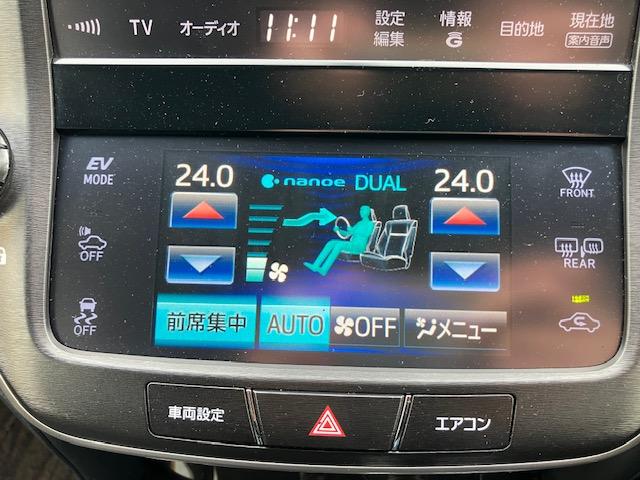 TV オーディオ 11:11 設定 編集 情報 G 目的地 現在地 案内音声
EV MODE
24.0 nanoe DUAL 24.0
FRONT
OFF
REAR
OFF
前席集中 AUTO OFF メニュー
車両設定 エアコン